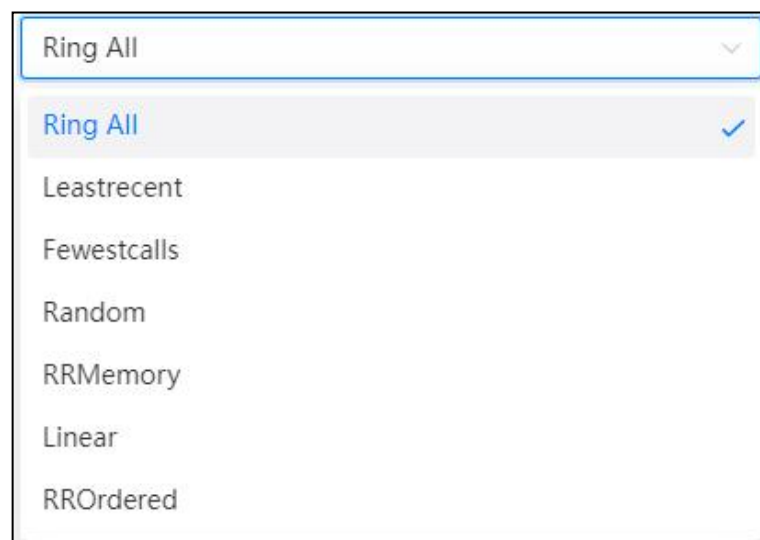 Ring All
Ring All
Leastrecent
Fewestcalls
Random
RRMemory
Linear
RROrdered